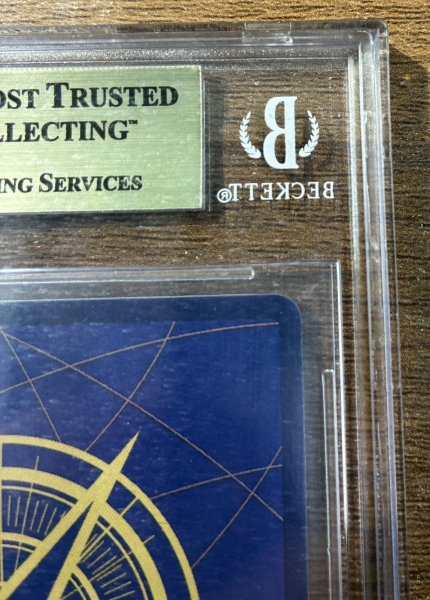 OST TRUSTED
LLECTING™
ING SERVICES
B
BECKETT®